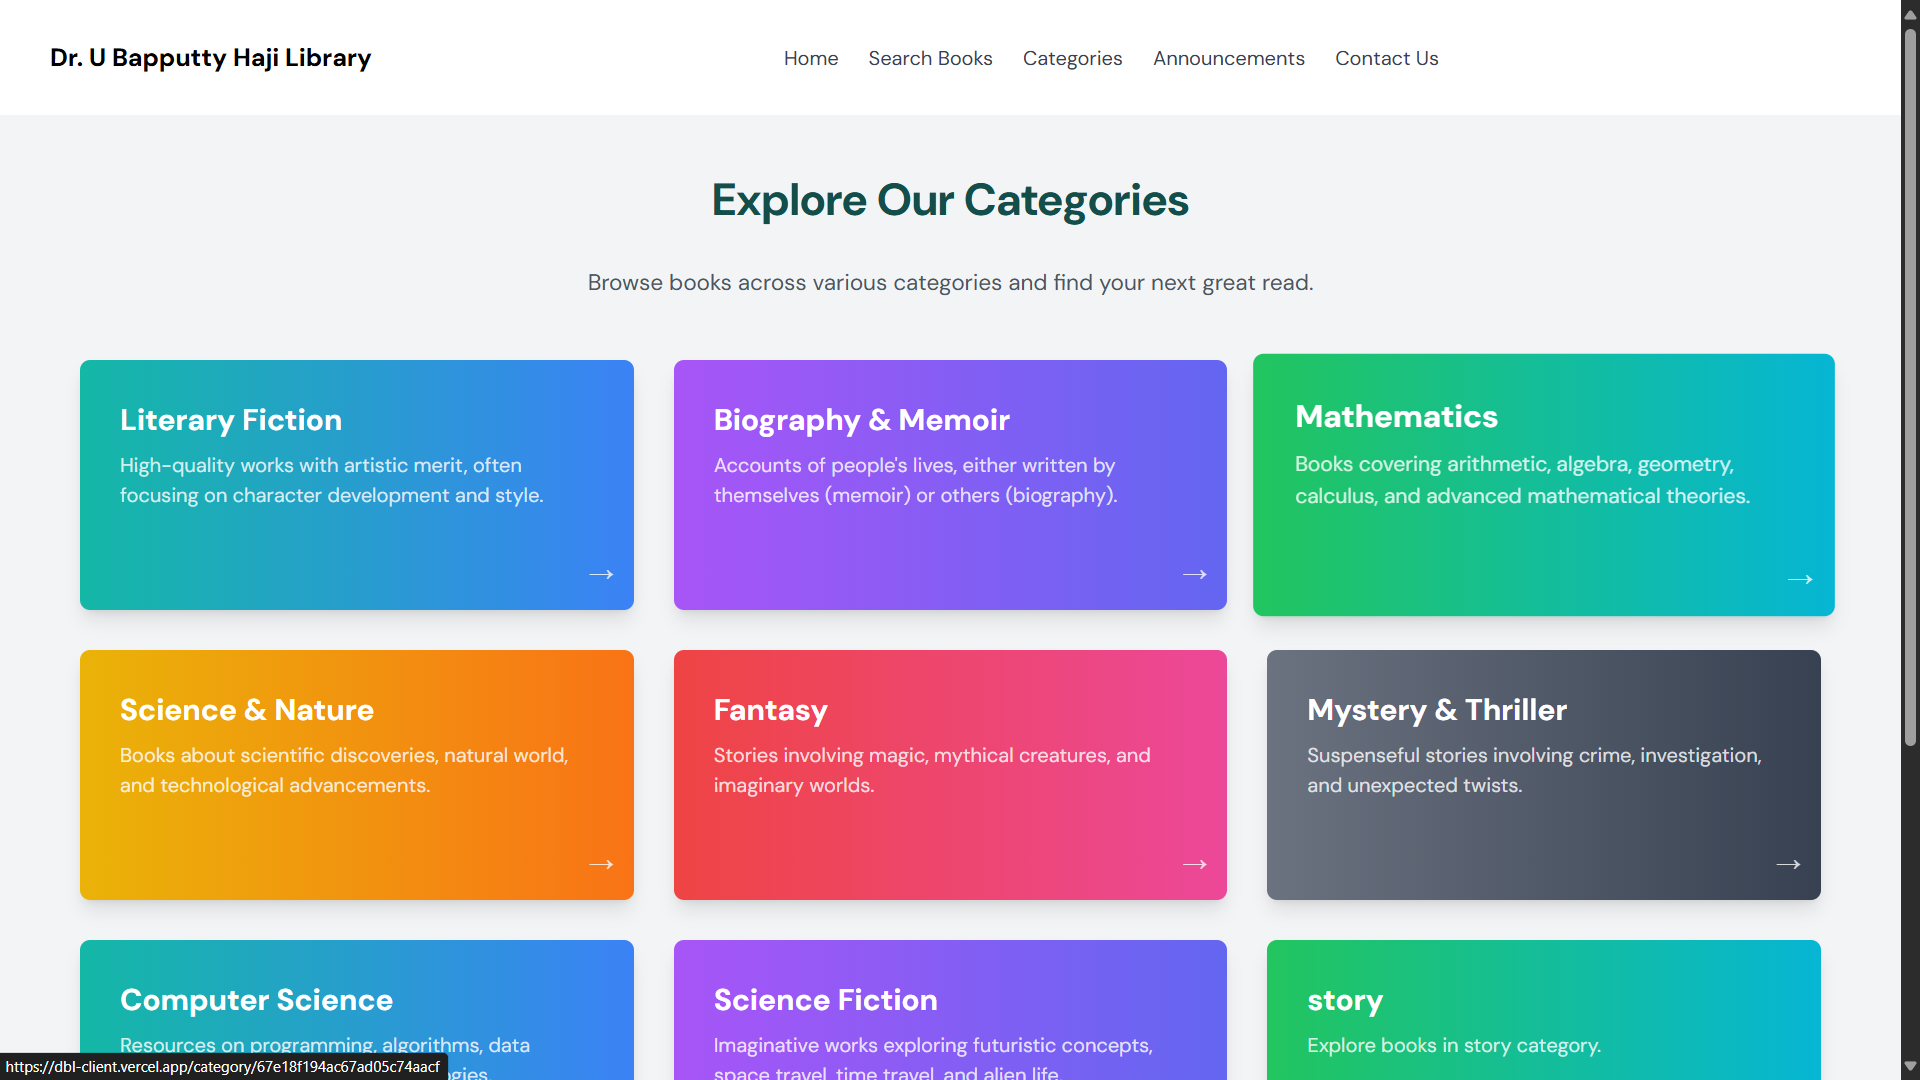 Dr. U Bapputty Haji Library
Home
Search Books
Categories
Announcements
Contact Us
Explore Our Categories
Browse books across various categories and find your next great read.
Literary Fiction
High-quality works with artistic merit, often
focusing on character development and style.
→
Biography & Memoir
Accounts of people's lives, either written by
themselves (memoir) or others (biography).
→
Mathematics
Books covering arithmetic, algebra, geometry,
calculus, and advanced mathematical theories.
→
Science & Nature
Books about scientific discoveries, natural world,
and technological advancements.
→
Fantasy
Stories involving magic, mythical creatures, and
imaginary worlds.
→
Mystery & Thriller
Suspenseful stories involving crime, investigation,
and unexpected twists.
→
Computer Science
Resources on programming, algorithms, data
Science Fiction
Imaginative works exploring futuristic concepts,
space travel, time travel, and alien life.
story
Explore books in story category.
https://dbl-client.vercel.app/category/67e18f194ac67ad05c74aacf